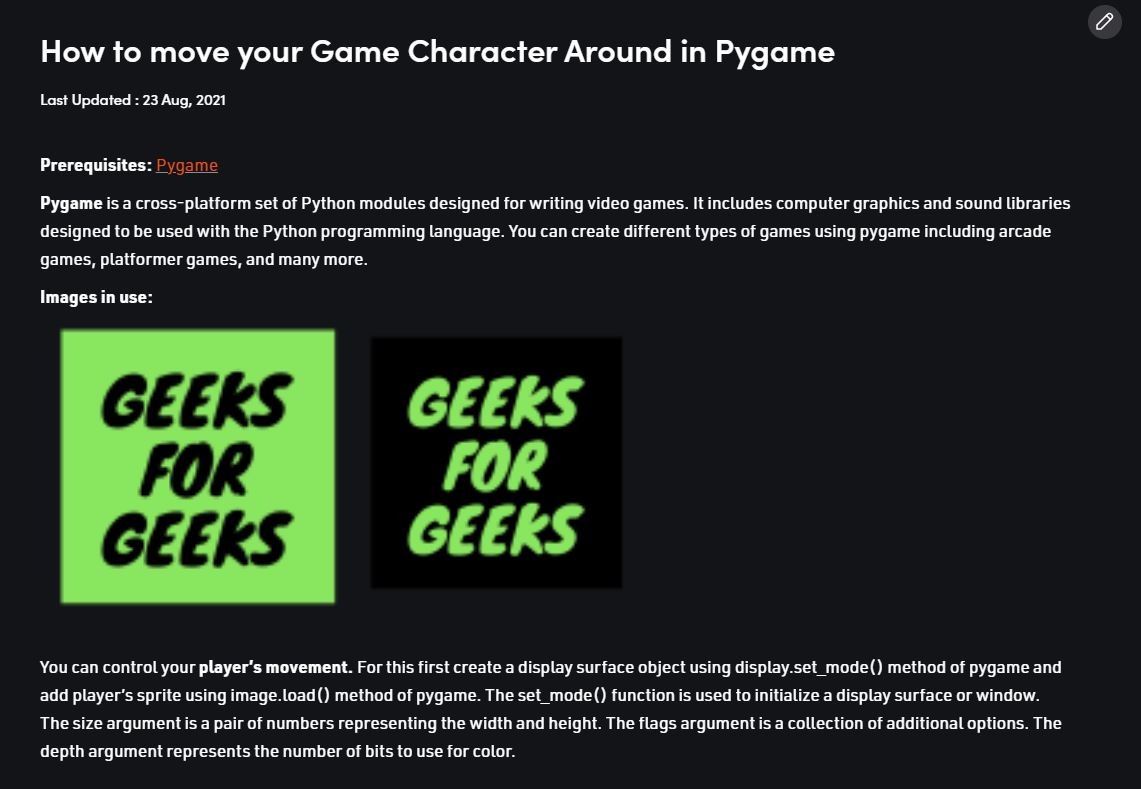 How to move your Game Character Around in Pygame
Last Updated : 23 Aug, 2021
Prerequisites: Pygame
Pygame is a cross-platform set of Python modules designed for writing video games. It includes computer graphics and sound libraries
designed to be used with the Python programming language. You can create different types of games using pygame including arcade
games, platformer games, and many more.
Images in use:
GEEKS
FOR
GEEKS
GEEKS
FOR
GEEKS
You can control your player’s movement. For this first create a display surface object using display.set_mode() method of pygame and
add player’s sprite using image.load() method of pygame. The set_mode() function is used to initialize a display surface or window.
The size argument is a pair of numbers representing the width and height. The flags argument is a collection of additional options. The
depth argument represents the number of bits to use for color.